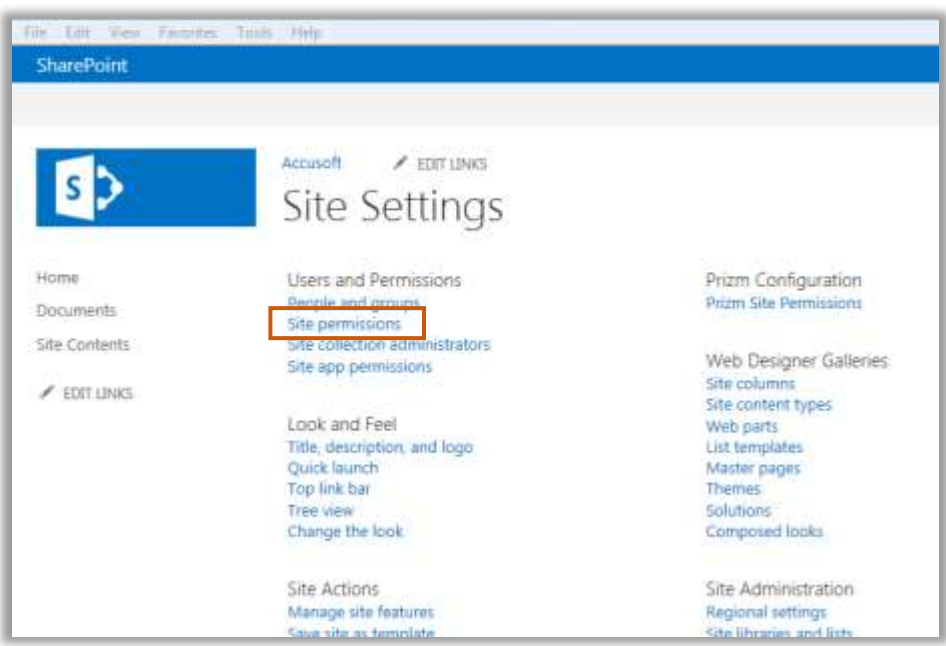 File Edit View Favorites Tools Help
SharePoint
S
Accusoft EDIT LINKS
Site Settings
Home
Documents
Site Contents
EDIT LINKS
Users and Permissions
People and groups
Site permissions
Site collection administrators
Site app permissions
Look and Feel
Title, description, and logo
Quick launch
Top link bar
Tree view
Change the look
Site Actions
Manage site features
Save site as template
Prizm Configuration
Prizm Site Permissions
Web Designer Galleries
Site columns
Site content types
Web parts
List templates
Master pages
Themes
Solutions
Composed looks
Site Administration
Regional settings
Site libraries and lists